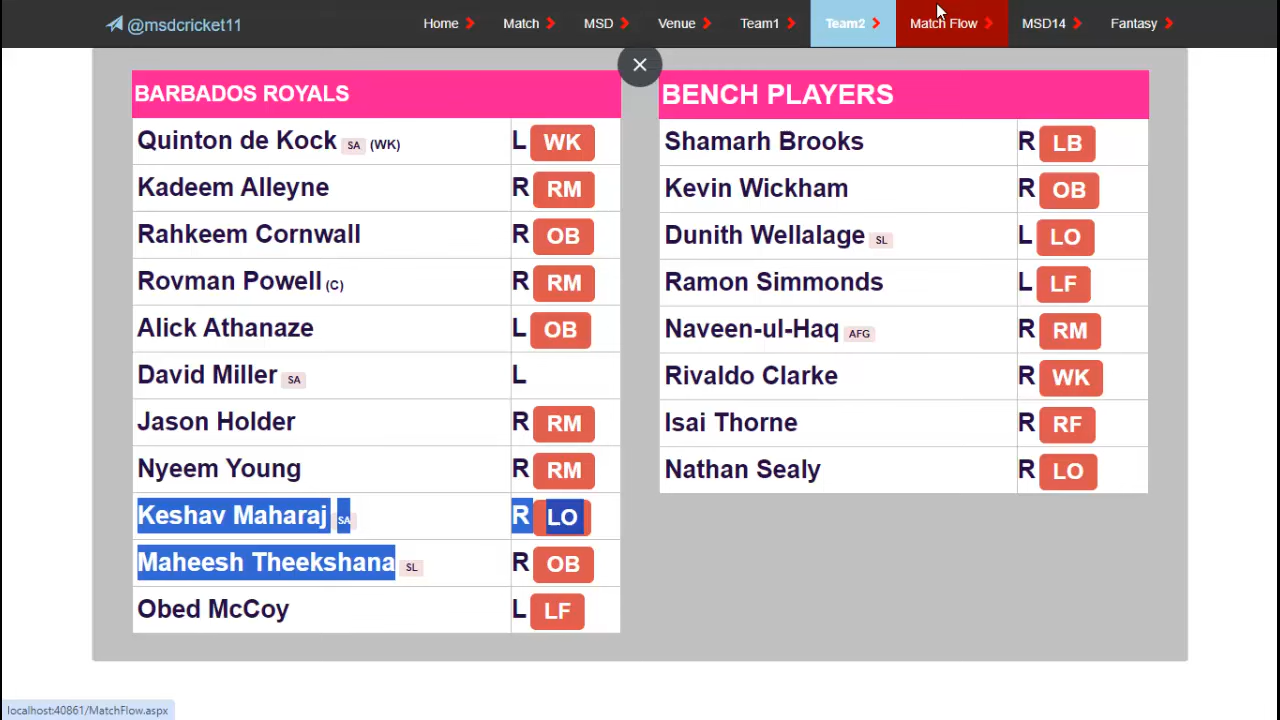 @msdcricket11 Home Match MSD Venue Team1 Team2 Match Flow MSD14 Fantasy
BARBADOS ROYALS
Quinton de Kock SA (WK) L WK
Kadeem Alleyne R RM
Rahkeem Cornwall R OB
Rovman Powell (C) R RM
Alick Athanaze L OB
David Miller SA L
Jason Holder R RM
Nyeem Young R RM
Keshav Maharaj SA R LO
Maheesh Theekshana SL R OB
Obed McCoy L LF
BENCH PLAYERS
Shamarh Brooks R LB
Kevin Wickham R OB
Dunith Wellalage SL L LO
Ramon Simmonds L LF
Naveen-ul-Haq AFG R RM
Rivaldo Clarke R WK
Isai Thorne R RF
Nathan Sealy R LO
localhost:40861/MatchFlow.aspx